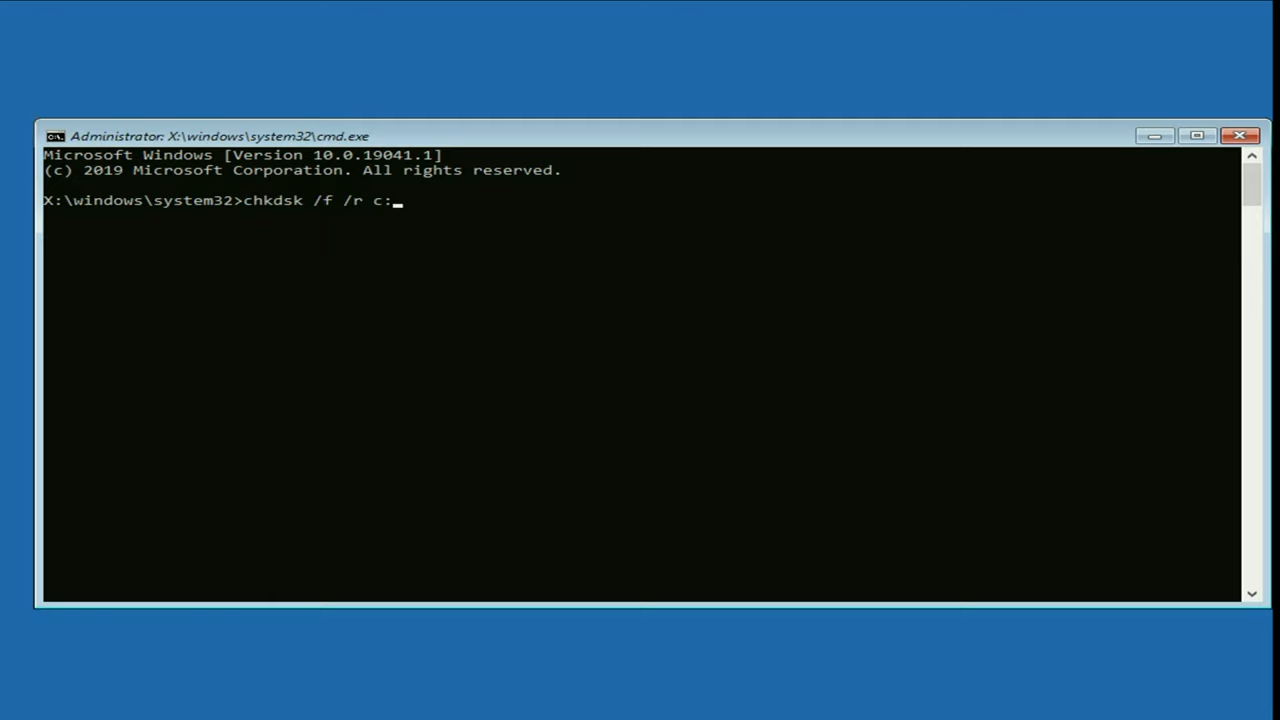 Administrator: X:\windows\system32\cmd.exe
Microsoft Windows [Version 10.0.19041.1]
(c) 2019 Microsoft Corporation. All rights reserved.
X:\windows\system32>chkdsk /f /r c: